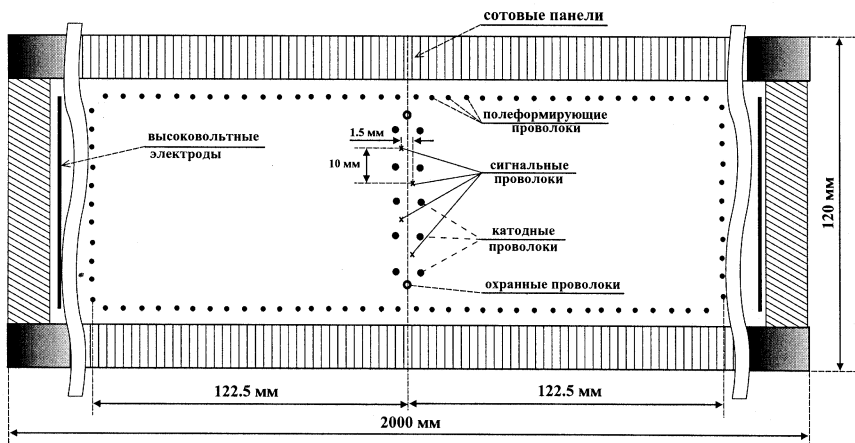 сотовые панели
полеформирующие
проволоки
высоковольтные
электроды
1.5 мм
10 мм
сигнальные
проволоки
120 мм
катодные
проволоки
охранные проволоки
122.5 мм
122.5 мм
2000 мм